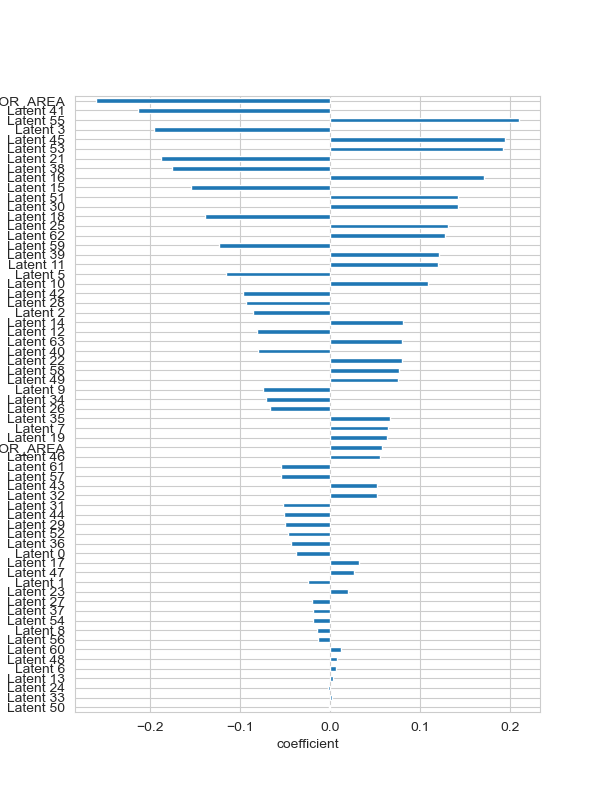 OR_AREA
Latent 41
Latent 55
Latent 3
Latent 45
Latent 53
Latent 21
Latent 38
Latent 16
Latent 15
Latent 51
Latent 30
Latent 18
Latent 25
Latent 62
Latent 59
Latent 39
Latent 11
Latent 5
Latent 10
Latent 42
Latent 28
Latent 2
Latent 14
Latent 12
Latent 63
Latent 40
Latent 22
Latent 58
Latent 49
Latent 9
Latent 34
Latent 26
Latent 35
Latent 7
Latent 19
OR_AREA
Latent 46
Latent 61
Latent 57
Latent 43
Latent 32
Latent 31
Latent 44
Latent 29
Latent 52
Latent 36
Latent 0
Latent 17
Latent 47
Latent 1
Latent 23
Latent 27
Latent 37
Latent 54
Latent 8
Latent 56
Latent 60
Latent 48
Latent 6
Latent 13
Latent 24
Latent 33
Latent 50
−0.2 −0.1 0.0 0.1 0.2
coefficient